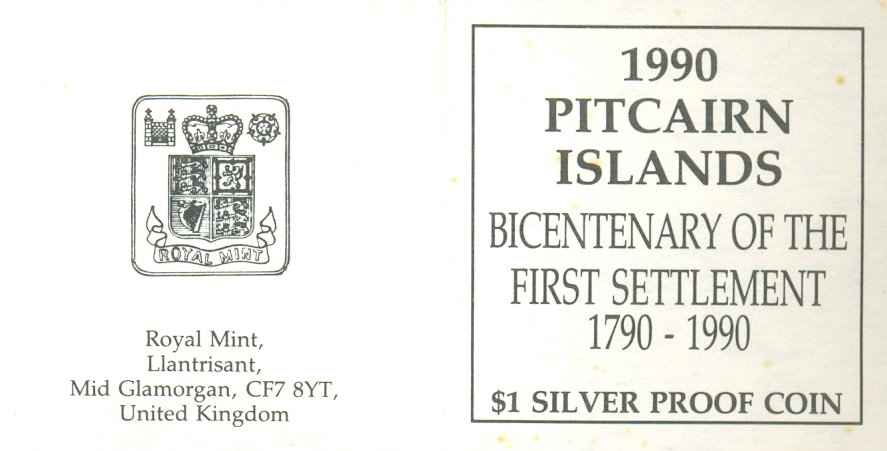 ROYAL MINT
Royal Mint,
Llantrisant,
Mid Glamorgan, CF7 8YT,
United Kingdom
1990
PITCAIRN
ISLANDS
BICENTENARY OF THE
FIRST SETTLEMENT
1790 - 1990
$1 SILVER PROOF COIN